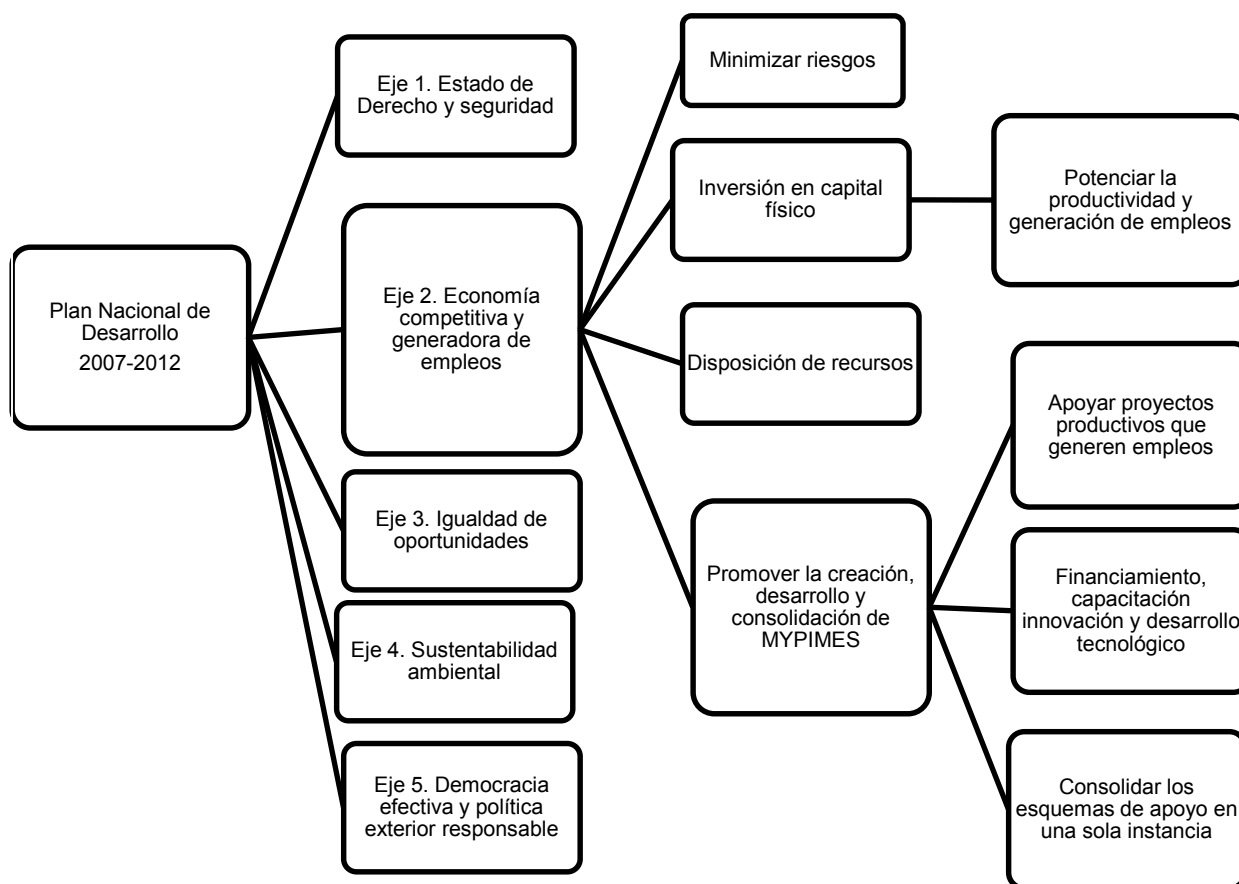 Plan Nacional de
Desarrollo
2007-2012
Eje 1. Estado de
Derecho y seguridad
Eje 2. Economía
competitiva y
generadora de
empleos
Eje 3. Igualdad de
oportunidades
Eje 4. Sustentabilidad
ambiental
Eje 5. Democracia
efectiva y política
exterior responsable
Minimizar riesgos
Inversión en capital
físico
Disposición de recursos
Promover la creación,
desarrollo y
consolidación de
MYPIMES
Potenciar la
productividad y
generación de empleos
Apoyar proyectos
productivos que
generen empleos
Financiamiento,
capacitación
innovación y desarrollo
tecnológico
Consolidar los
esquemas de apoyo en
una sola instancia